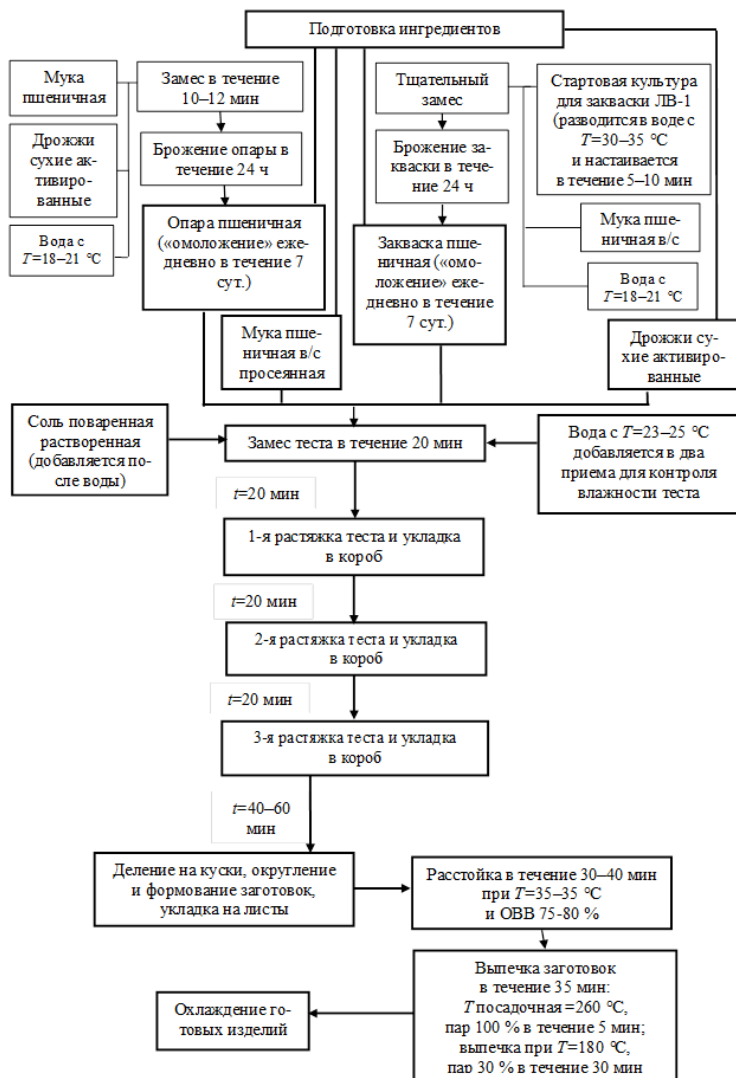 Подготовка ингредиентов
Мука
пшеничная
Замес в течение
10–12 мин
Тщательный
замес
Стартовая культура
для закваски ЛВ-1
(разводится в воде с
T=30–35 °C
и настаивается
в течение 5–10 мин
Дрожжи
сухие ак-
тивиро-
ванные
Брожение опары в
течение 24 ч
Брожение за-
кваски в тече-
ние 24 ч
Вода с
T=18–21 °C
Опара пшеничная
(«омоложение» еже-
дневно в течение 7
сут.)
Закваска пше-
ничная («омо-
ложение» еже-
дневно в течение
7 сут.)
Мука пше-
ничная в/с
Вода с
T=18–21 °C
Мука пше-
ничная в/с
просеянная
Дрожжи су-
хие активиро-
ванные
Соль поваренная
растворенная
(добавляется по-
сле воды)
Замес теста в течение 20 мин
Вода с T=23–25 °C
добавляется в два
приема для контроля
влажности теста
t=20 мин
1-я растяжка теста и укладка
в короб
t=20 мин
2-я растяжка теста и укладка
в короб
t=20 мин
3-я растяжка теста и укладка
в короб
t=40–60
мин
Деление на куски, округление
и формование заготовок,
укладка на листы
Расстойка в течение 30–40 мин
при T=35–35 °C
и ОВВ 75-80 %
Выпечка заготовок
в течение 35 мин:
T посадочная =260 °C,
пар 100 % в течение 5 мин;
выпечка при T=180 °C,
пар 30 % в течение 30 мин
Охлаждение го-
товых изделий